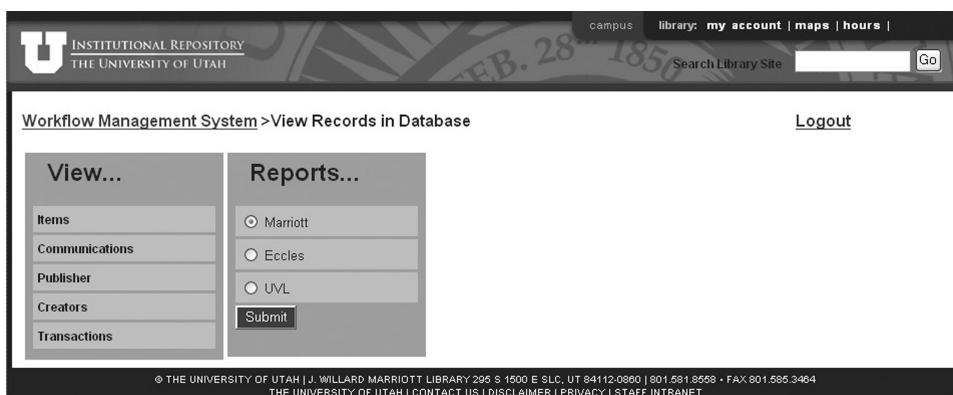 campus library: my account | maps | hours |
INSTITUTIONAL REPOSITORY
THE UNIVERSITY OF UTAH
FEB. 28TH 1850
Search Library Site Go
Workflow Management System >View Records in Database Logout
View...
Items
Communications
Publisher
Creators
Transactions
Reports...
Marriott
Eccles
UVL
Submit
© THE UNIVERSITY OF UTAH | J. WILLARD MARRIOTT LIBRARY 295 S 1500 E SLC, UT 84112-0860 | 801.581.8558 • FAX 801.585.3464
THE UNIVERSITY OF UTAH | CONTACT US | DISCLAIMER | PRIVACY | STAFF INTRANET